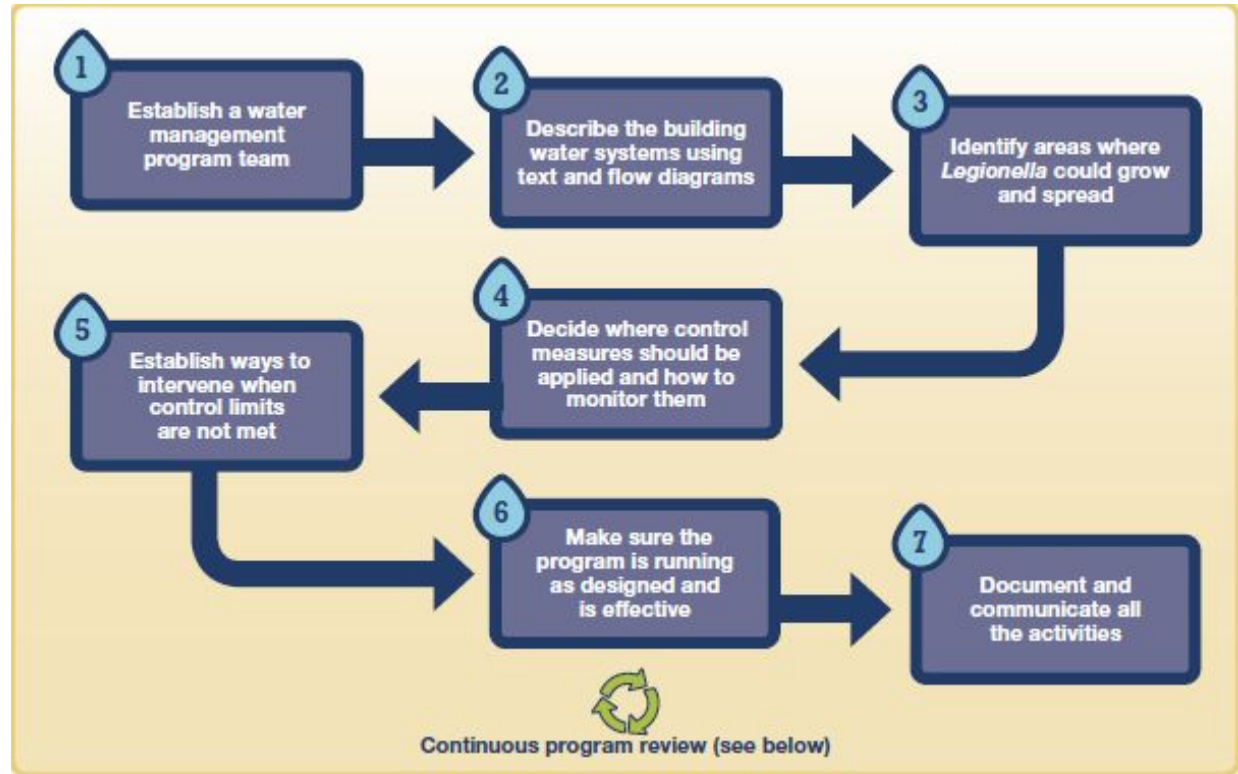 1
Establish a water
management
program team
2
Describe the building
water systems using
text and flow diagrams
3
Identify areas where
Legionella could grow
and spread
4
Decide where control
measures should be
applied and how to
monitor them
5
Establish ways to
intervene when
control limits
are not met
6
Make sure the
program is running
as designed and
is effective
7
Document and
communicate all
the activities
Continuous program review (see below)